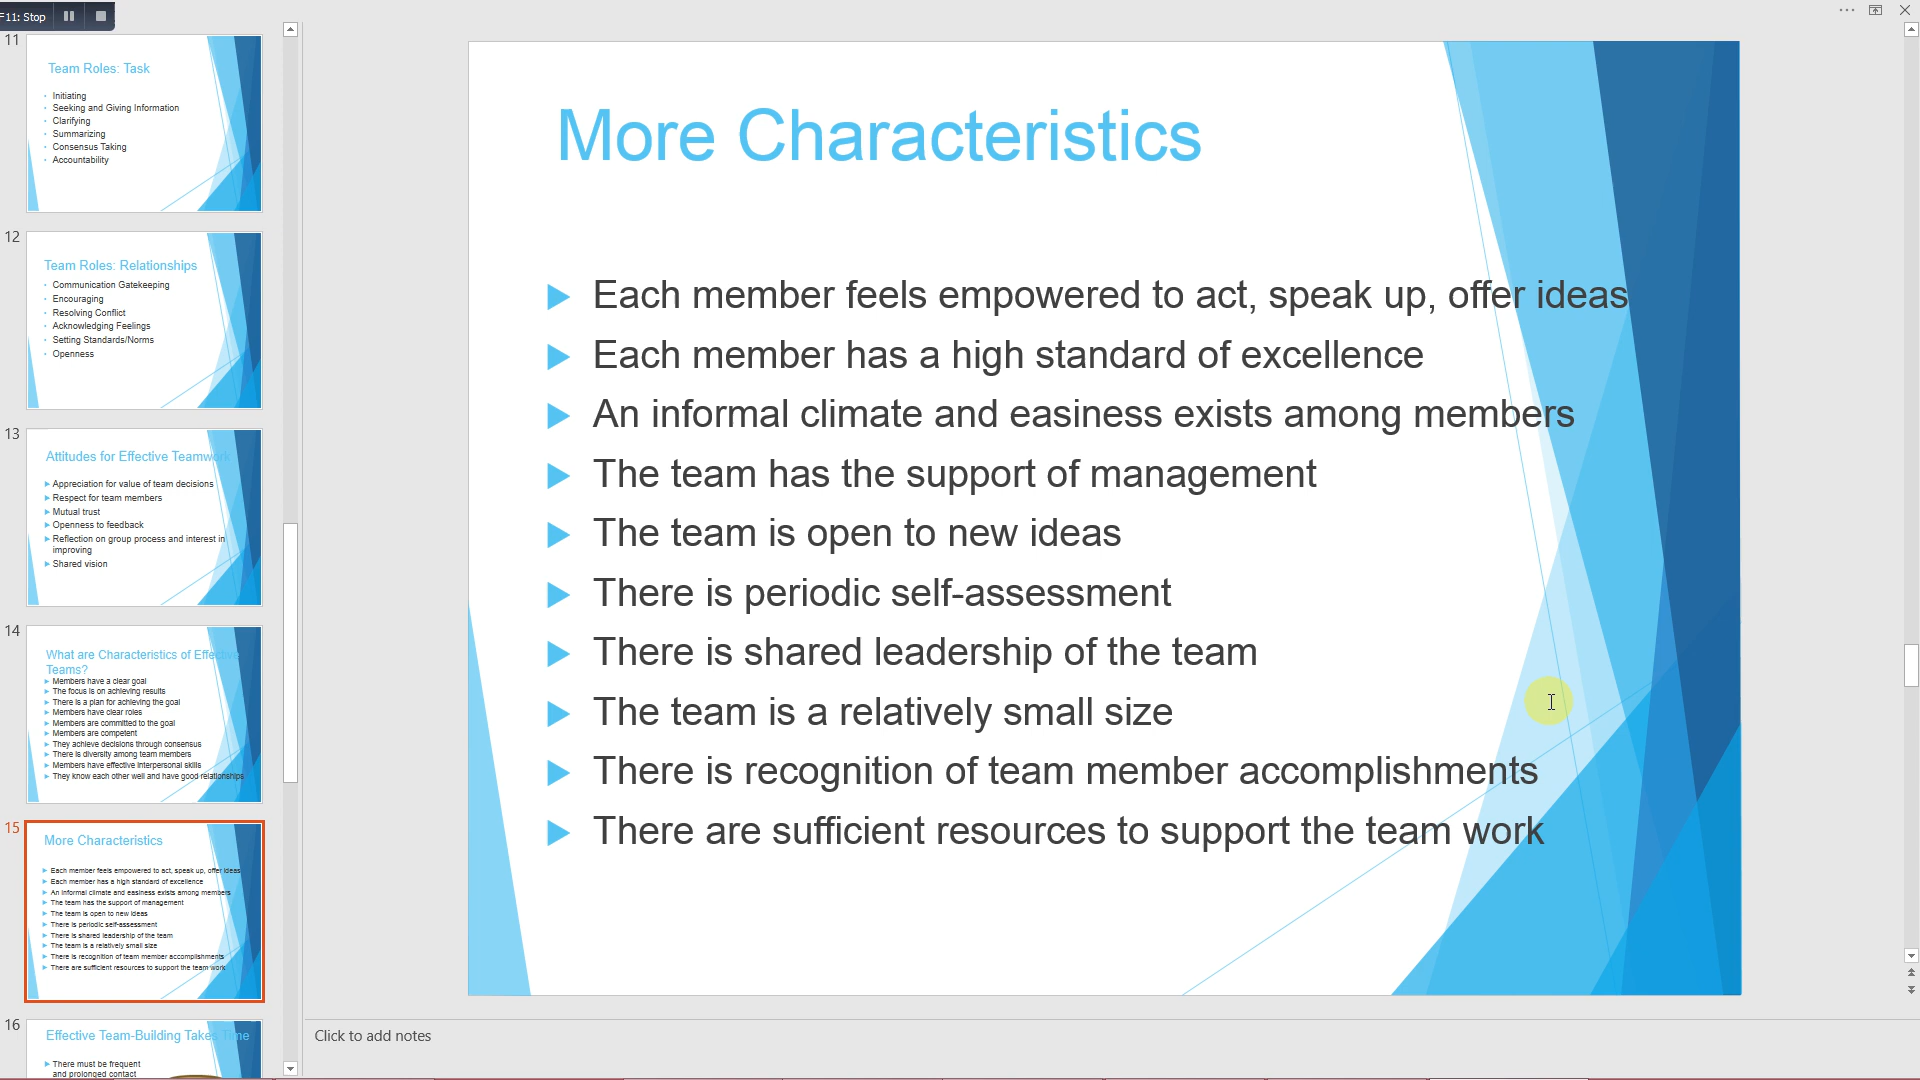 F11: Stop
11
Team Roles: Task
Initiating
Seeking and Giving Information
Clarifying
Summarizing
Consensus Taking
Accountability
12
Team Roles: Relationships
Communication Gatekeeping
Encouraging
Resolving Conflict
Acknowledging Feelings
Setting Standards/Norms
Openness
13
Attitudes for Effective Teamwork
Appreciation for value of team decisions
Respect for team members
Mutual trust
Openness to feedback
Reflection on group process and interest in
improving
Shared vision
14
What are Characteristics of Effective
Teams?
Members have a clear goal
The focus is on achieving results
There is a plan for achieving the goal
Members have clear roles
Members are committed to the goal
Members are competent
They achieve decisions through consensus
There is diversity among team members
Members have effective interpersonal skills
They know each other well and have good relationships
15
More Characteristics
Each member feels empowered to act, speak up, offer ideas
Each member has a high standard of excellence
An informal climate and easiness exists among members
The team has the support of management
The team is open to new ideas
There is periodic self-assessment
There is shared leadership of the team
The team is a relatively small size
There is recognition of team member accomplishments
There are sufficient resources to support the team work
16
Effective Team-Building Takes Time
There must be frequent
and prolonged contact
More Characteristics
Each member feels empowered to act, speak up, offer ideas
Each member has a high standard of excellence
An informal climate and easiness exists among members
The team has the support of management
The team is open to new ideas
There is periodic self-assessment
There is shared leadership of the team
The team is a relatively small size
There is recognition of team member accomplishments
There are sufficient resources to support the team work
Click to add notes